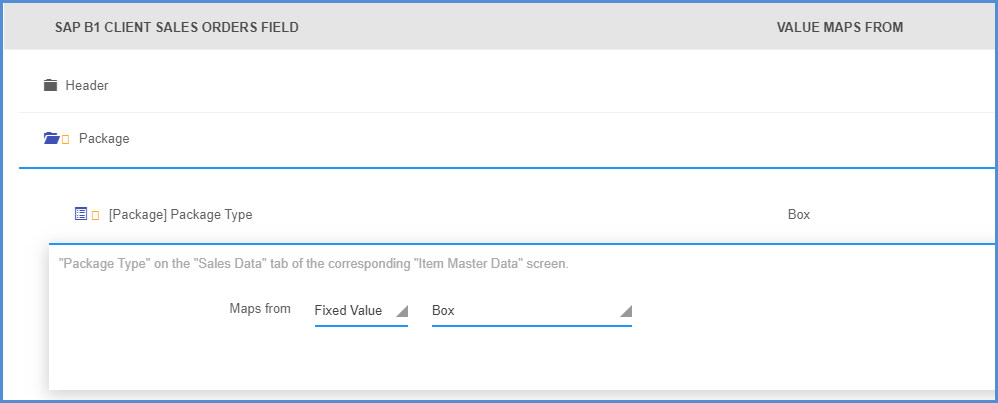 SAP B1 CLIENT SALES ORDERS FIELD VALUE MAPS FROM
Header
Package
[Package] Package Type Box
"Package Type" on the "Sales Data" tab of the corresponding "Item Master Data" screen.
Maps from Fixed Value Box